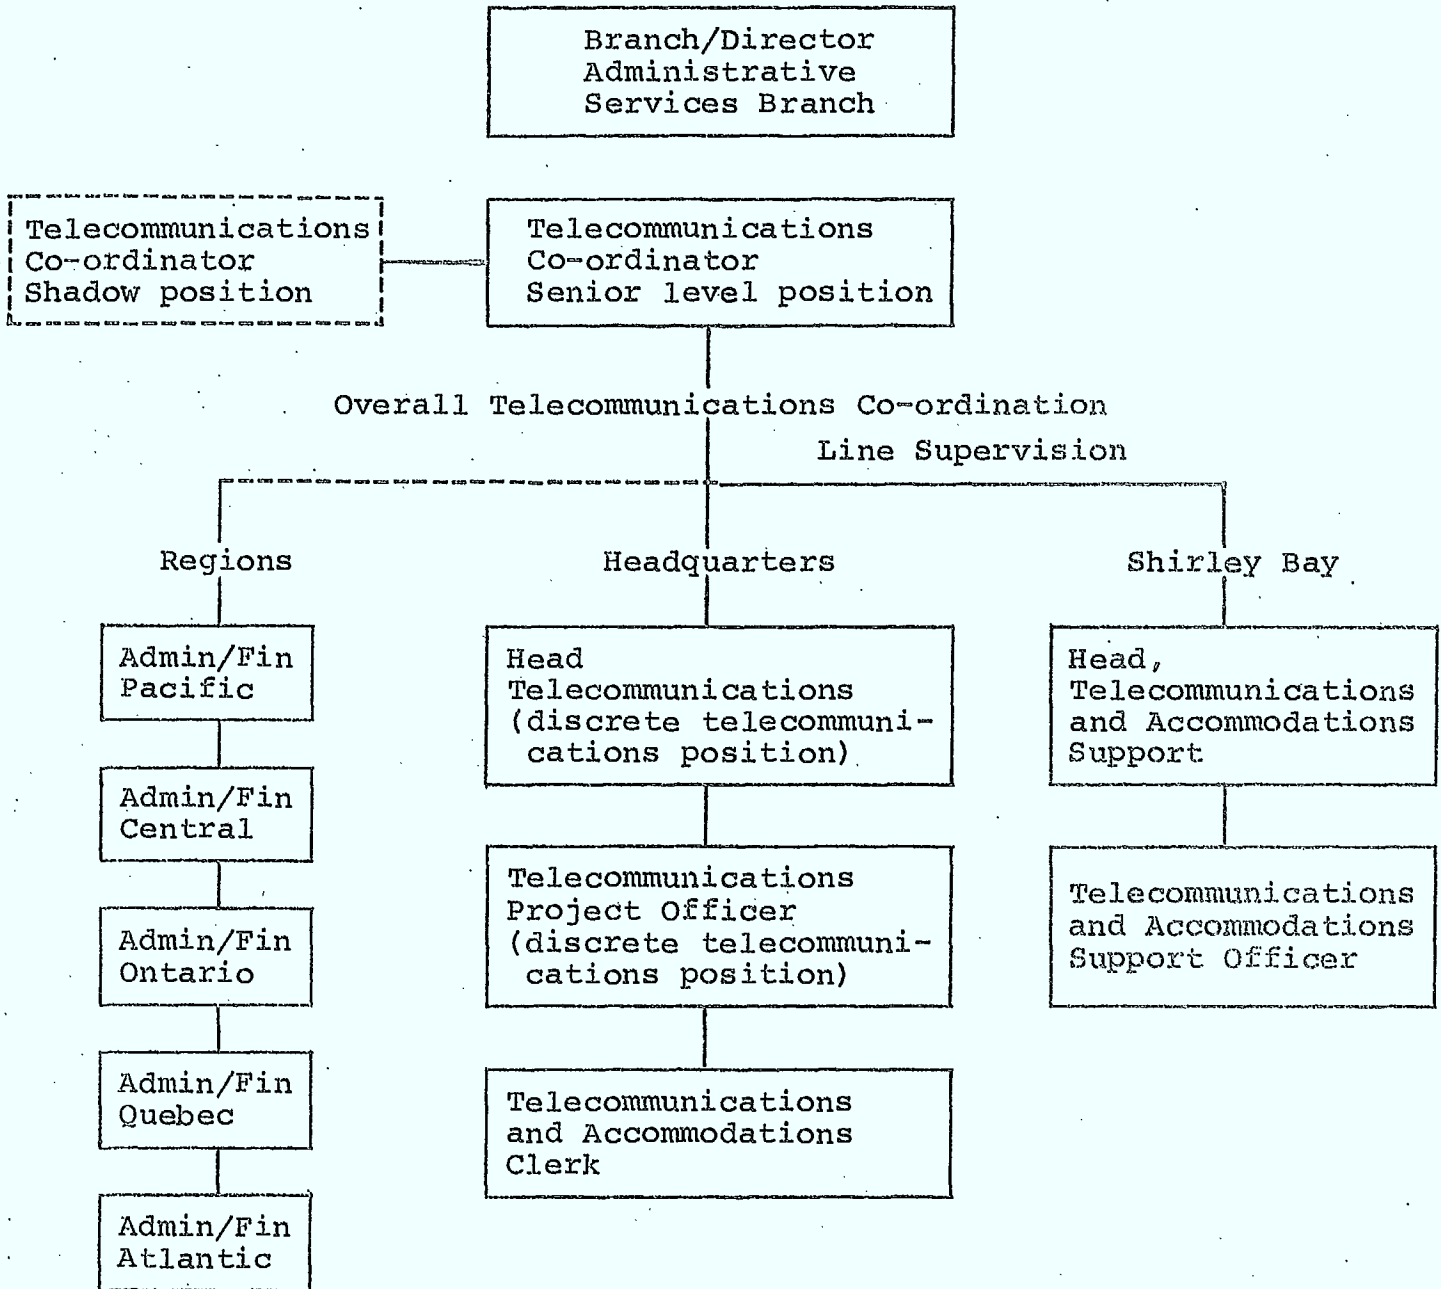 Branch/Director
Administrative
Services Branch
Telecommunications
Co-ordinator
Shadow position
Telecommunications
Co-ordinator
Senior level position
Overall Telecommunications Co-ordination
Line Supervision
Regions
Headquarters
Shirley Bay
Admin/Fin
Pacific
Admin/Fin
Central
Admin/Fin
Ontario
Admin/Fin
Quebec
Admin/Fin
Atlantic
Head
Telecommunications
(discrete telecommuni-
cations position)
Telecommunications
Project Officer
(discrete telecommuni-
cations position)
Telecommunications
and Accommodations
Clerk
Head,
Telecommunications
and Accommodations
Support
Telecommunications
and Accommodations
Support Officer